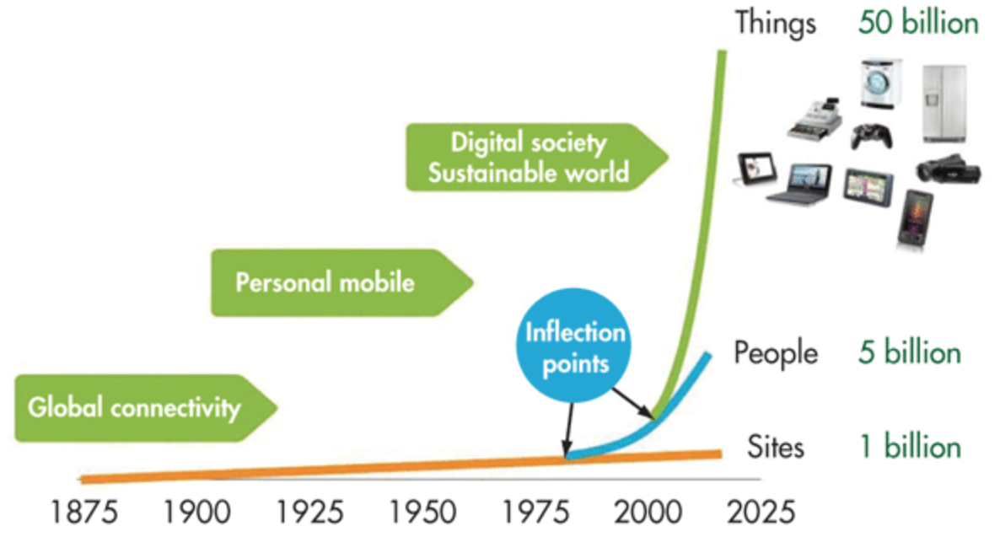 Things 50 billion
Digital society
Sustainable world
Personal mobile
Inflection
points
People 5 billion
Global connectivity
Sites 1 billion
1875 1900 1925 1950 1975 2000 2025